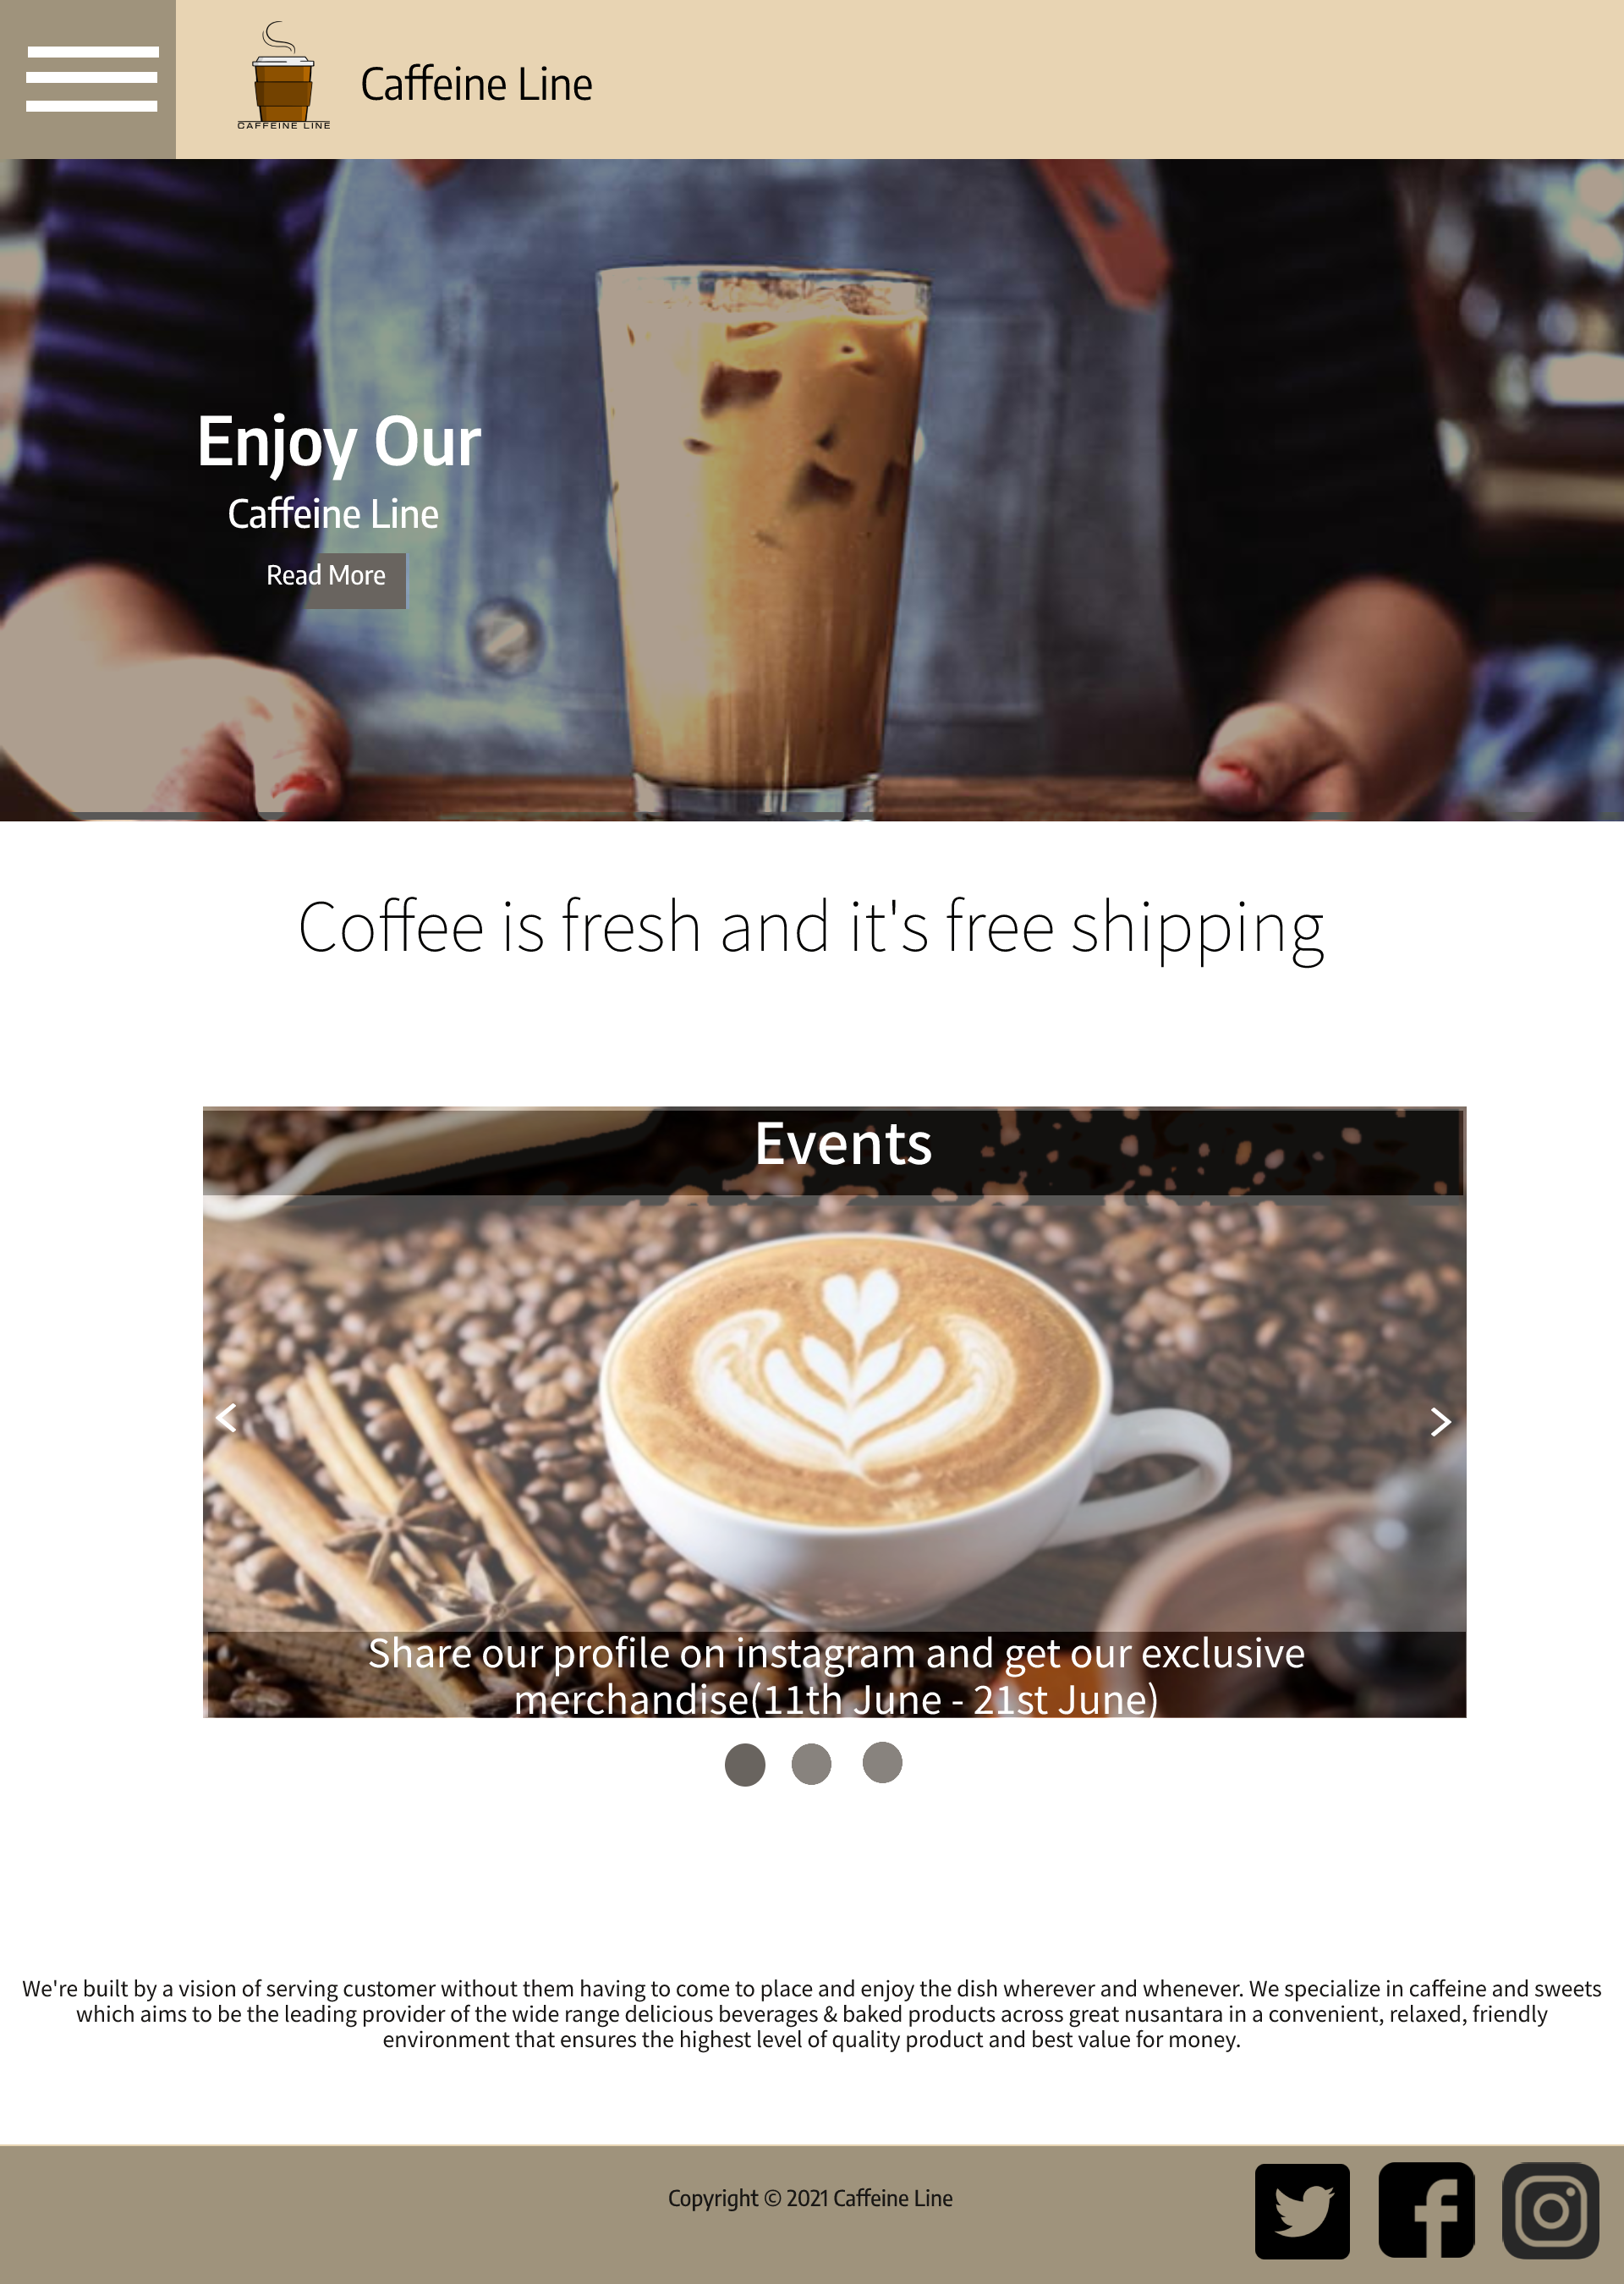 CAFFEINE LINE
Caffeine Line
Enjoy Our
Caffeine Line
Read More
Coffee is fresh and it's free shipping
Events
<
>
Share our profile on instagram and get our exclusive
merchandise(11th June - 21st June)
We're built by a vision of serving customer without them having to come to place and enjoy the dish wherever and whenever. We specialize in caffeine and sweets
which aims to be the leading provider of the wide range delicious beverages & baked products across great nusantara in a convenient, relaxed, friendly
environment that ensures the highest level of quality product and best value for money.
Copyright © 2021 Caffeine Line